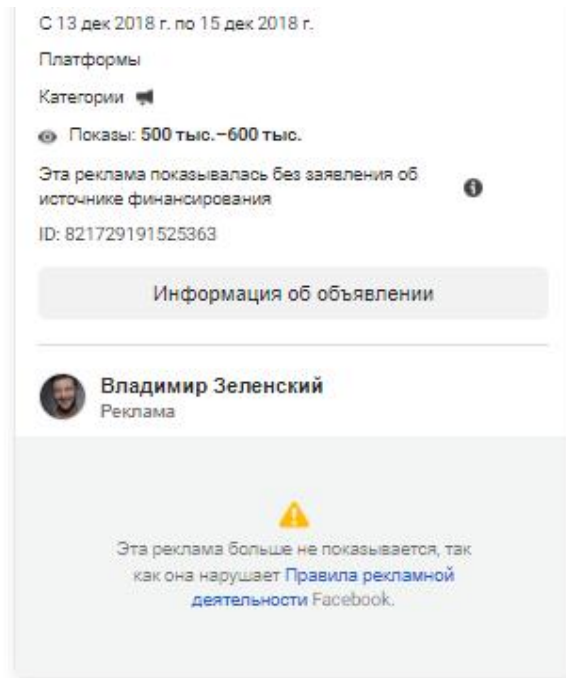 С 13 дек 2018 г. по 15 дек 2018 г.
Платформы
Категории
Показы: 500 тыс.–600 тыс.
Эта реклама показывалась без заявления об
источнике финансирования
ID: 821729191525363
Информация об объявлении
Владимир Зеленский
Реклама
Эта реклама больше не показывается, так
как она нарушает Правила рекламной
деятельности Facebook.